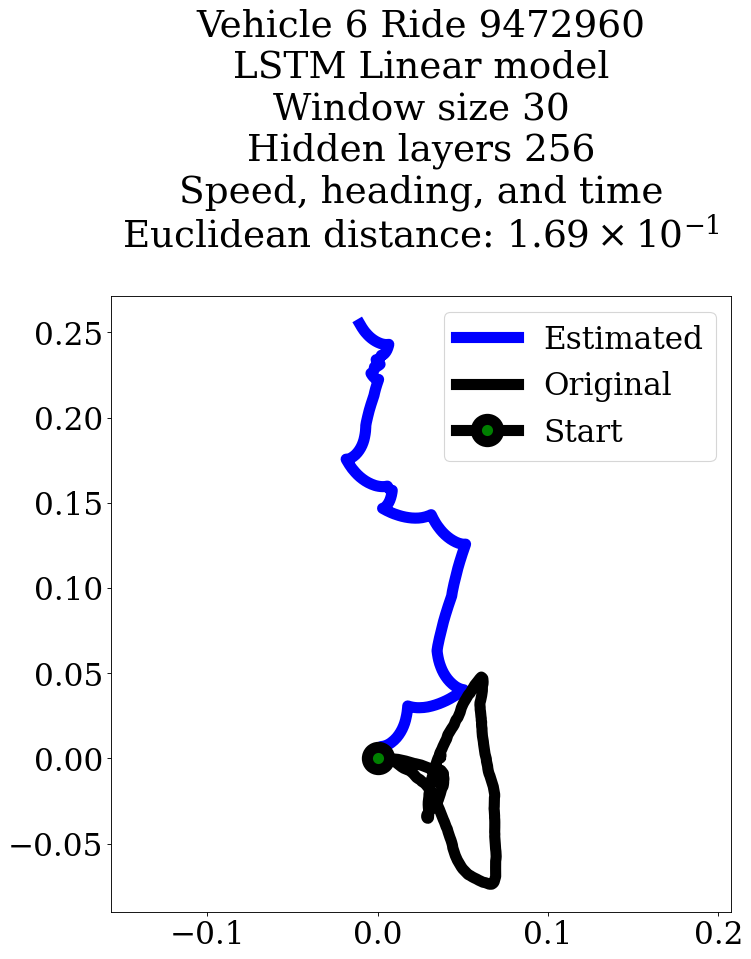 Vehicle 6 Ride 9472960
LSTM Linear model
Window size 30
Hidden layers 256
Speed, heading, and time
Euclidean distance: 1.69 × 10⁻¹
Estimated
Original
Start
0.25
0.20
0.15
0.10
0.05
0.00
−0.05
−0.1
0.0
0.1
0.2